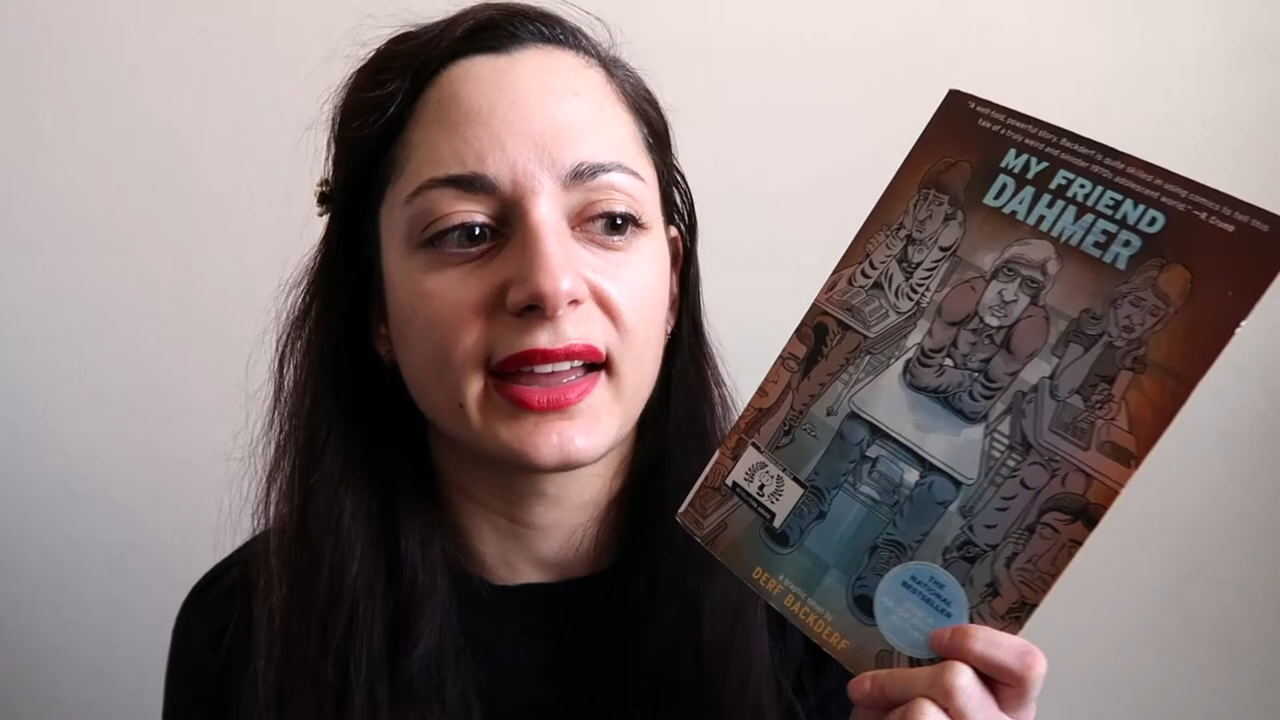 "A well-told, powerful story. Backderf is quite skilled in using comics to tell this
tale of a truly weird and sinister 1970s adolescent world." —R. Crumb
MY FRIEND
DAHMER
a graphic novel by
DERF BACKDERF
THE
NATIONAL
BESTSELLER